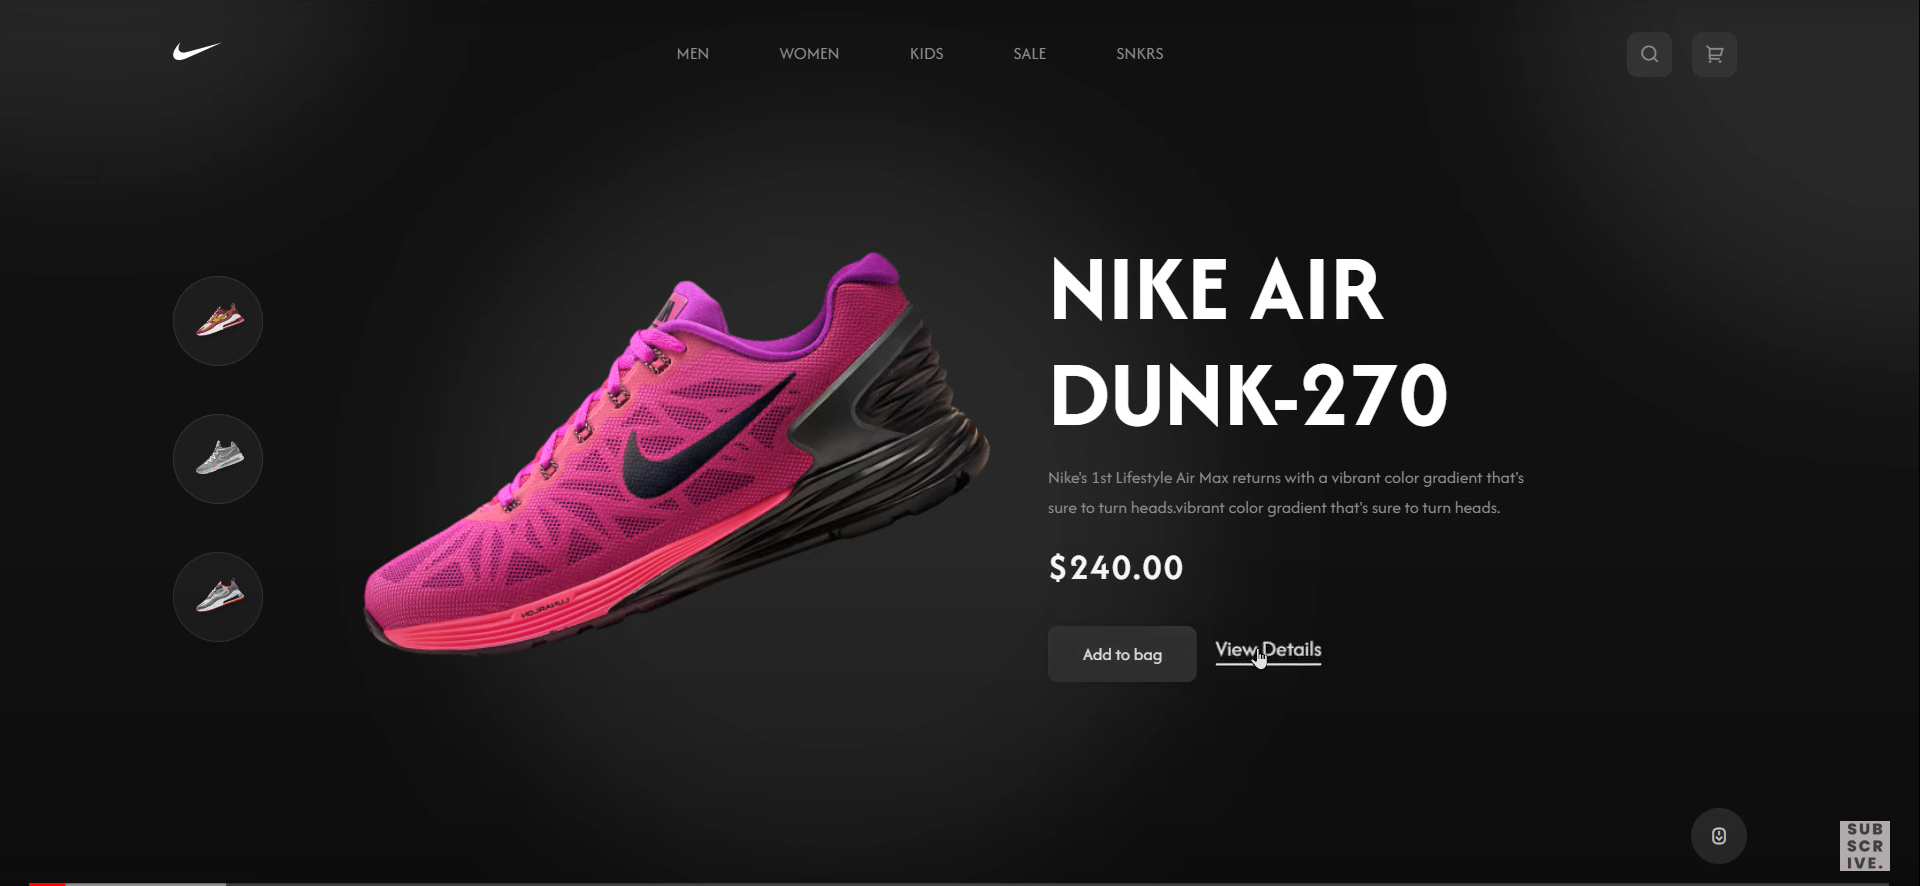 MEN WOMEN KIDS SALE SNKRS
NIKE AIR
DUNK-270
Nike's 1st Lifestyle Air Max returns with a vibrant color gradient that's
sure to turn heads.vibrant color gradient that's sure to turn heads.
$240.00
Add to bag View Details
LUNARLON
SUB
SCR
IVE.